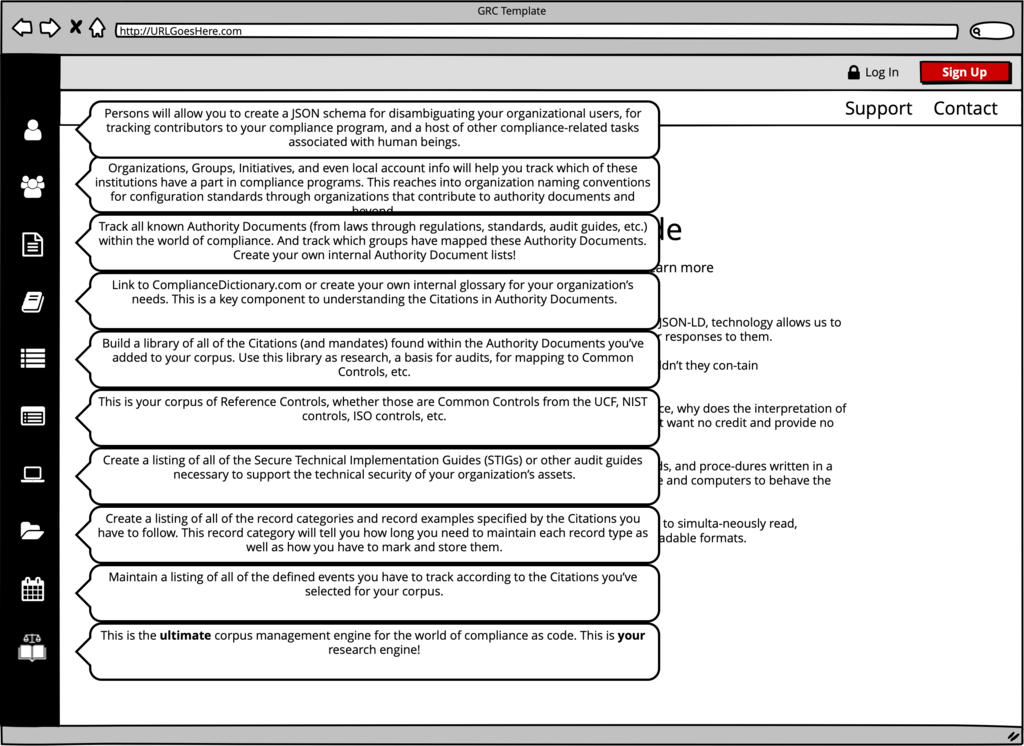 GRC Template
http://URLGoesHere.com
Log In
Sign Up
Support Contact
Persons will allow you to create a JSON schema for disambiguating your organizational users, for
tracking contributors to your compliance program, and a host of other compliance-related tasks
associated with human beings.
Organizations, Groups, Initiatives, and even local account info will help you track which of these
institutions have a part in compliance programs. This reaches into organization naming conventions
for configuration standards through organizations that contribute to authority documents and
beyond
Track all known Authority Documents (from laws through regulations, standards, audit guides, etc.)
within the world of compliance. And track which groups have mapped these Authority Documents.
Create your own internal Authority Document lists!
Link to ComplianceDictionary.com or create your own internal glossary for your organization's
needs. This is a key component to understanding the Citations in Authority Documents.
Build a library of all of the Citations (and mandates) found within the Authority Documents you've
added to your corpus. Use this library as research, a basis for audits, for mapping to Common
Controls, etc.
This is your corpus of Reference Controls, whether those are Common Controls from the UCF, NIST
controls, ISO controls, etc.
Create a listing of all of the Secure Technical Implementation Guides (STIGs) or other audit guides
necessary to support the technical security of your organization's assets.
Create a listing of all of the record categories and record examples specified by the Citations you
have to follow. This record category will tell you how long you need to maintain each record type as
well as how you have to mark and store them.
Maintain a listing of all of the defined events you have to track according to the Citations you've
selected for your corpus.
This is the ultimate corpus management engine for the world of compliance as code. This is your
research engine!
de
arn more
JSON-LD, technology allows us to
responses to them.
dn't they con-tain
ce, why does the interpretation of
t want no credit and provide no
ds, and proce-dures written in a
e and computers to behave the
to simulta-neously read,
adable formats.